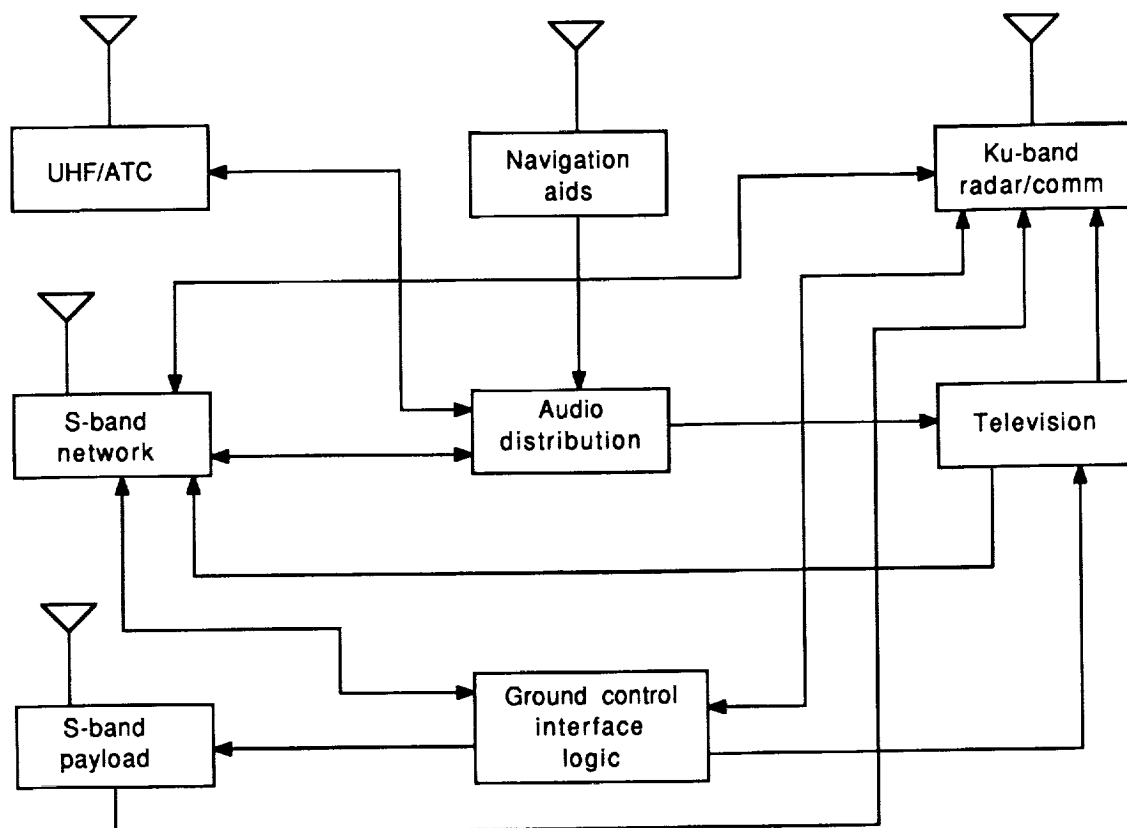 UHF/ATC
Navigation
aids
Ku-band
radar/comm
S-band
network
Audio
distribution
Television
S-band
payload
Ground control
interface
logic